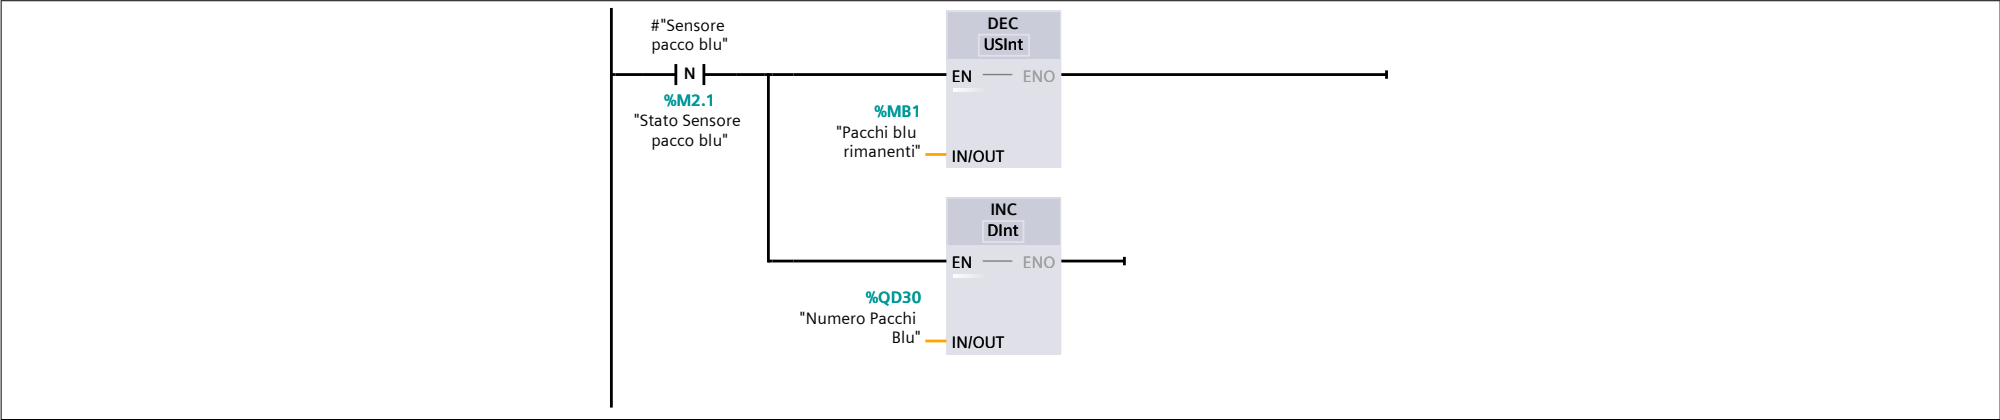 #"Sensore
pacco blu"
N
%M2.1
"Stato Sensore
pacco blu"
DEC
USInt
EN
ENO
%MB1
"Pacchi blu
rimanenti"
IN/OUT
INC
DInt
EN
ENO
%QD30
"Numero Pacchi
Blu"
IN/OUT